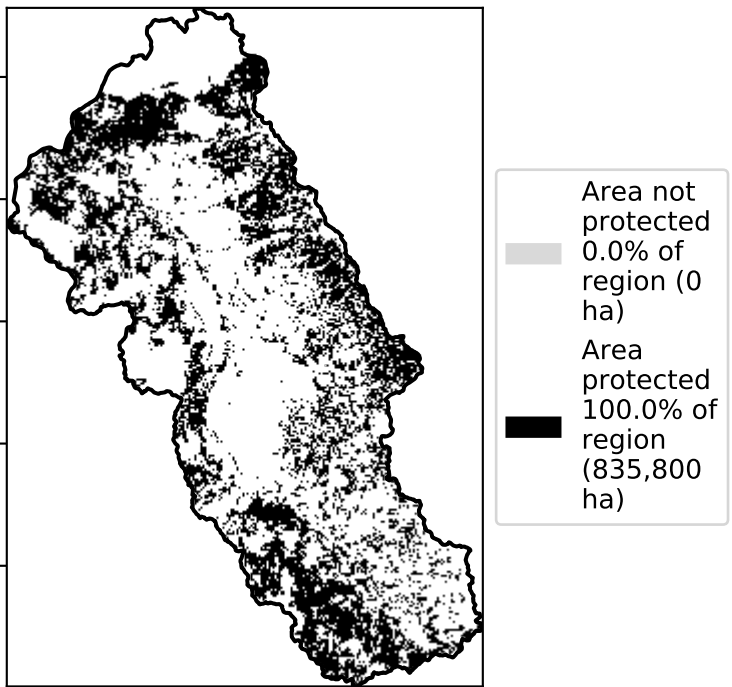 Area not
protected
0.0% of
region (0
ha)
Area
protected
100.0% of
region
(835,800
ha)